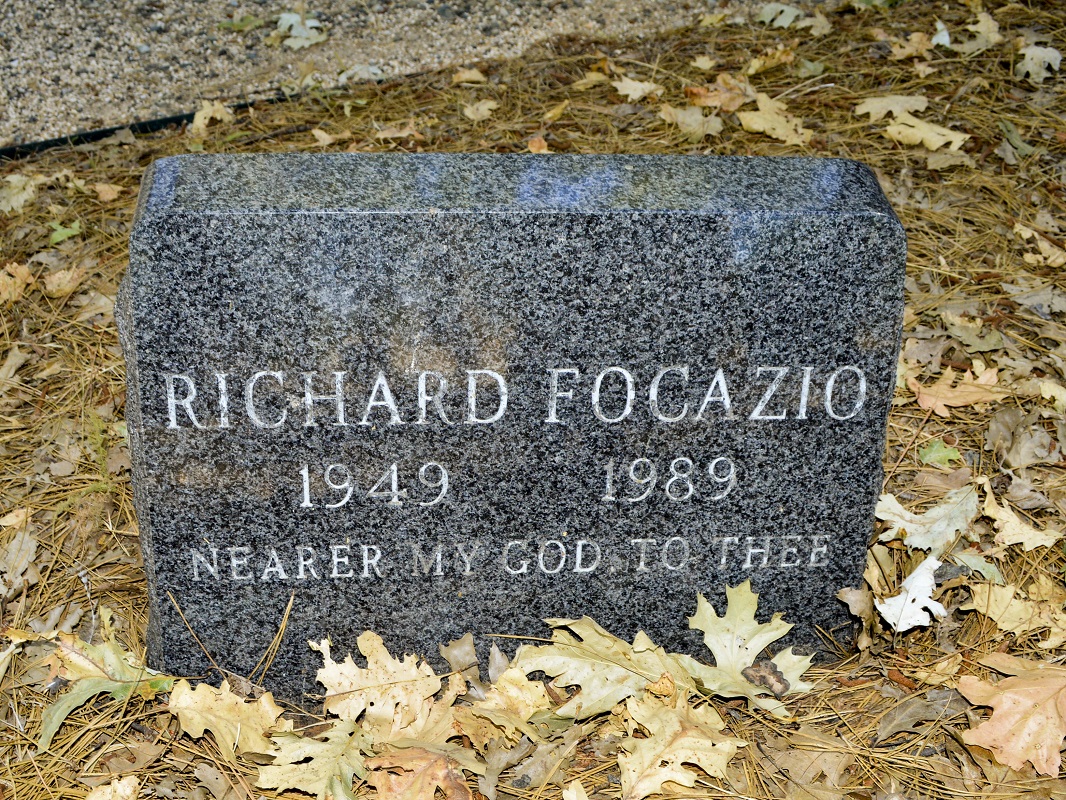 RICHARD FOCAZIO
1949 1989
NEARER MY GOD TO THEE